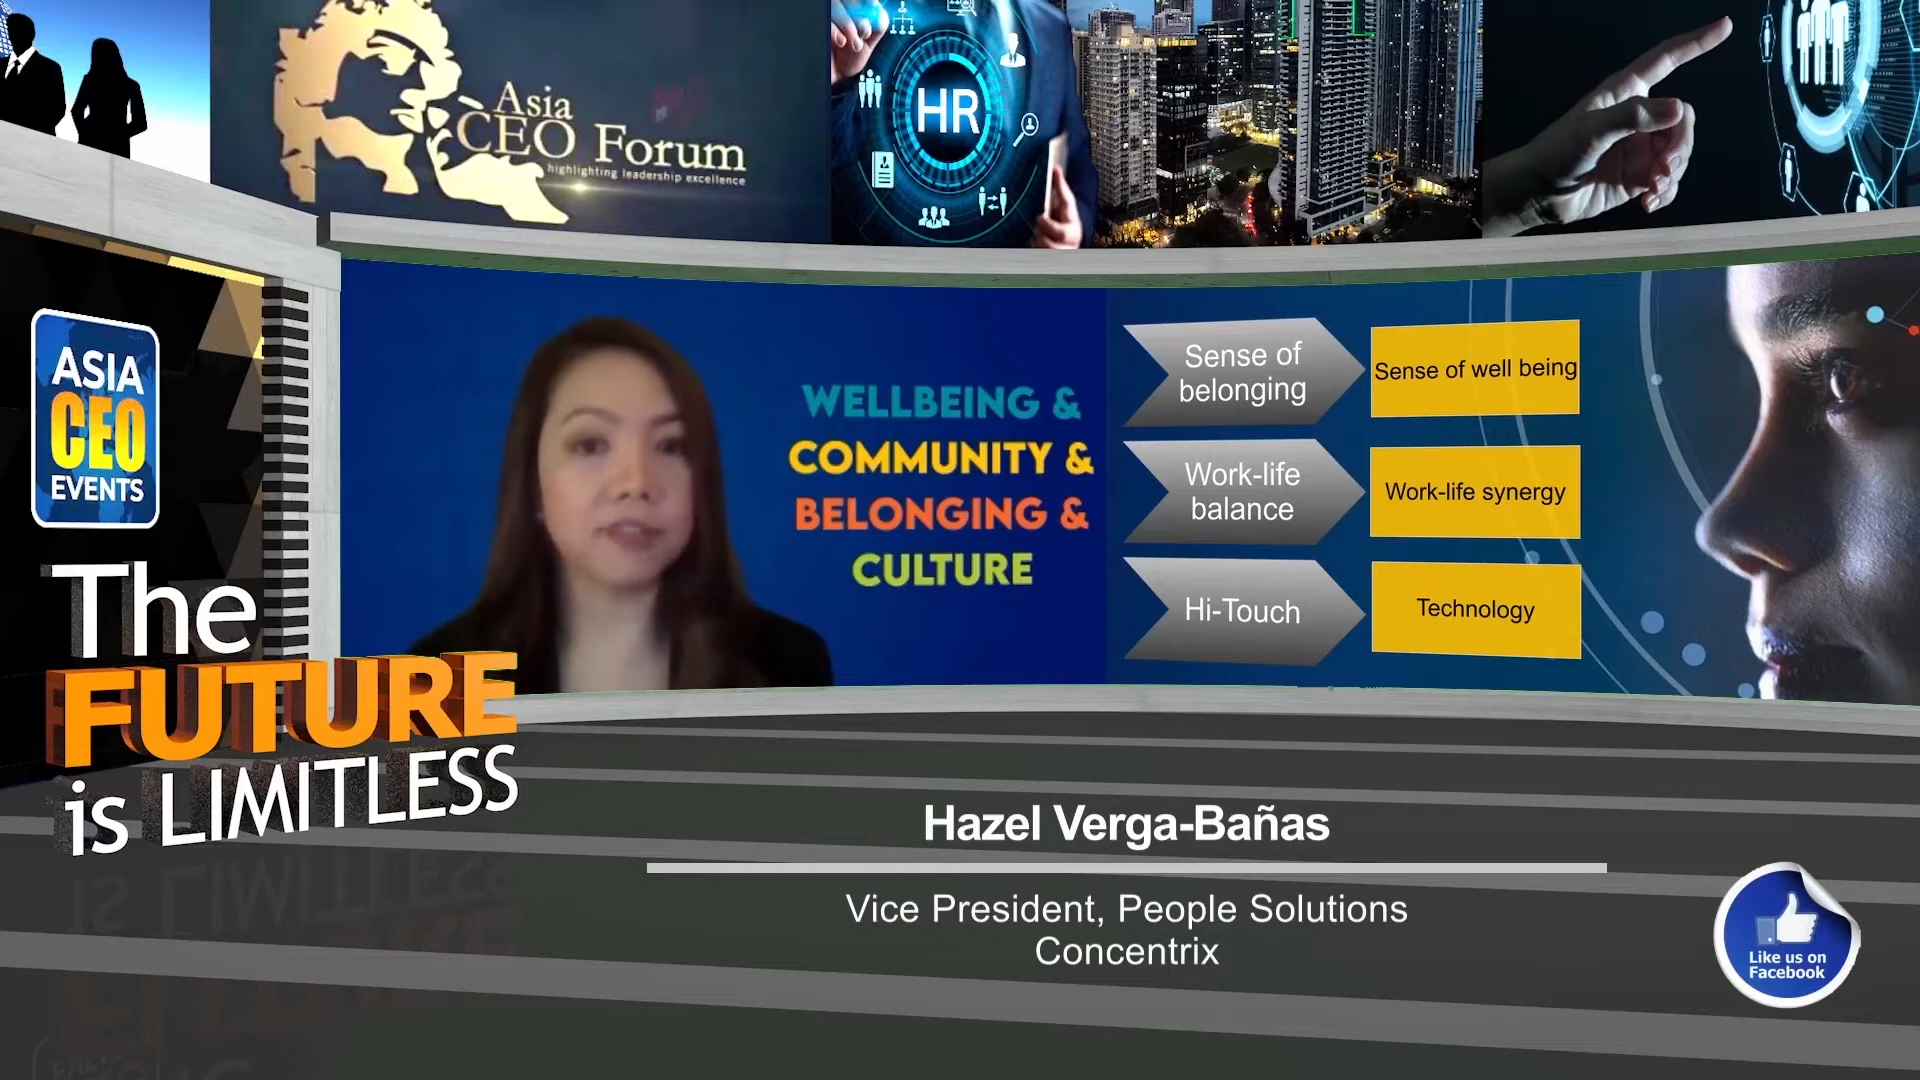 Asia
CEO Forum
highlighting leadership excellence
HR
ASIA
CEO
EVENTS
The
FUTURE
is LIMITLESS
WELLBEING &
COMMUNITY &
BELONGING &
CULTURE
Sense of
belonging
Sense of well being
Work-life
balance
Work-life synergy
Hi-Touch
Technology
Hazel Verga-Bañas
Vice President, People Solutions
Concentrix
Like us on
Facebook